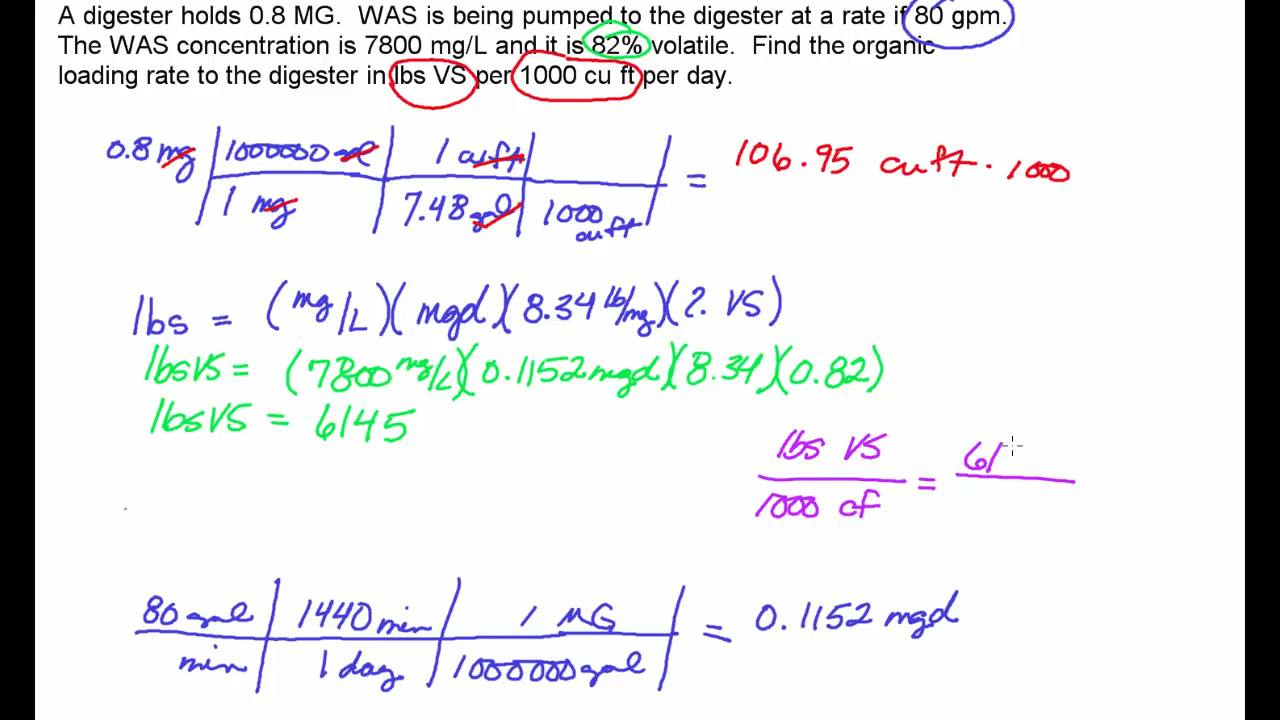 A digester holds 0.8 MG. WAS is being pumped to the digester at a rate if 80 gpm.
The WAS concentration is 7800 mg/L and it is 82% volatile. Find the organic
loading rate to the digester in lbs VS per 1000 cu ft per day.
0.8 mg | 1000000 gal | 1 cuft | = 106.95 cuft · 1000
1 mg | 7.48 gal | 1000 cuft
lbs = (mg/L)(mgd)(8.34 lb/mg)(?. VS)
lbs VS = (7800 mg/L)(0.1152 mgd)(8.34)(0.82)
lbs VS = 6145
lbs VS = 61
1000 cf
80 gal | 1440 min | 1 MG = 0.1152 mgd
min | 1 day | 1000000 gal